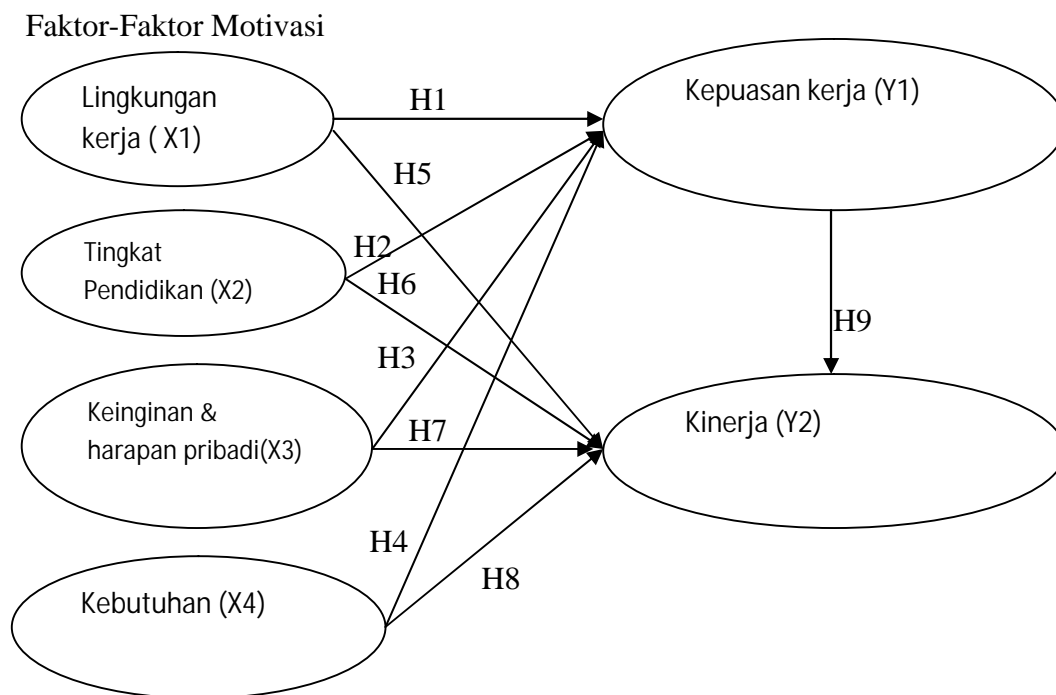 Faktor-Faktor Motivasi
Lingkungan
kerja ( X1)
H1
Kepuasan kerja (Y1)
H5
Tingkat
Pendidikan (X2)
H2
H6
H9
H3
Keinginan &
harapan pribadi(X3)
H7
Kinerja (Y2)
H4
Kebutuhan (X4)
H8